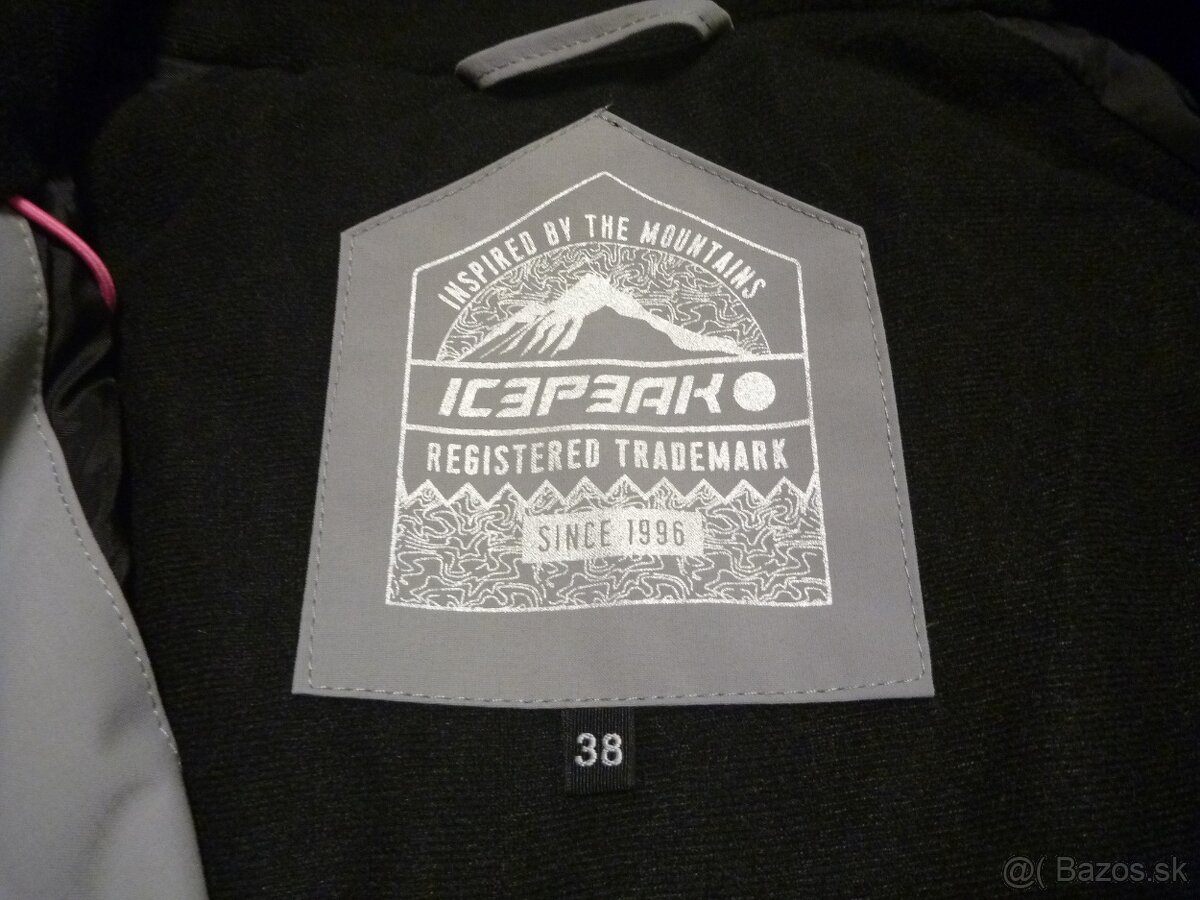 INSPIRED BY THE MOUNTAINS
ICEPEAK
REGISTERED TRADEMARK
SINCE 1996
38
@( Bazos.sk